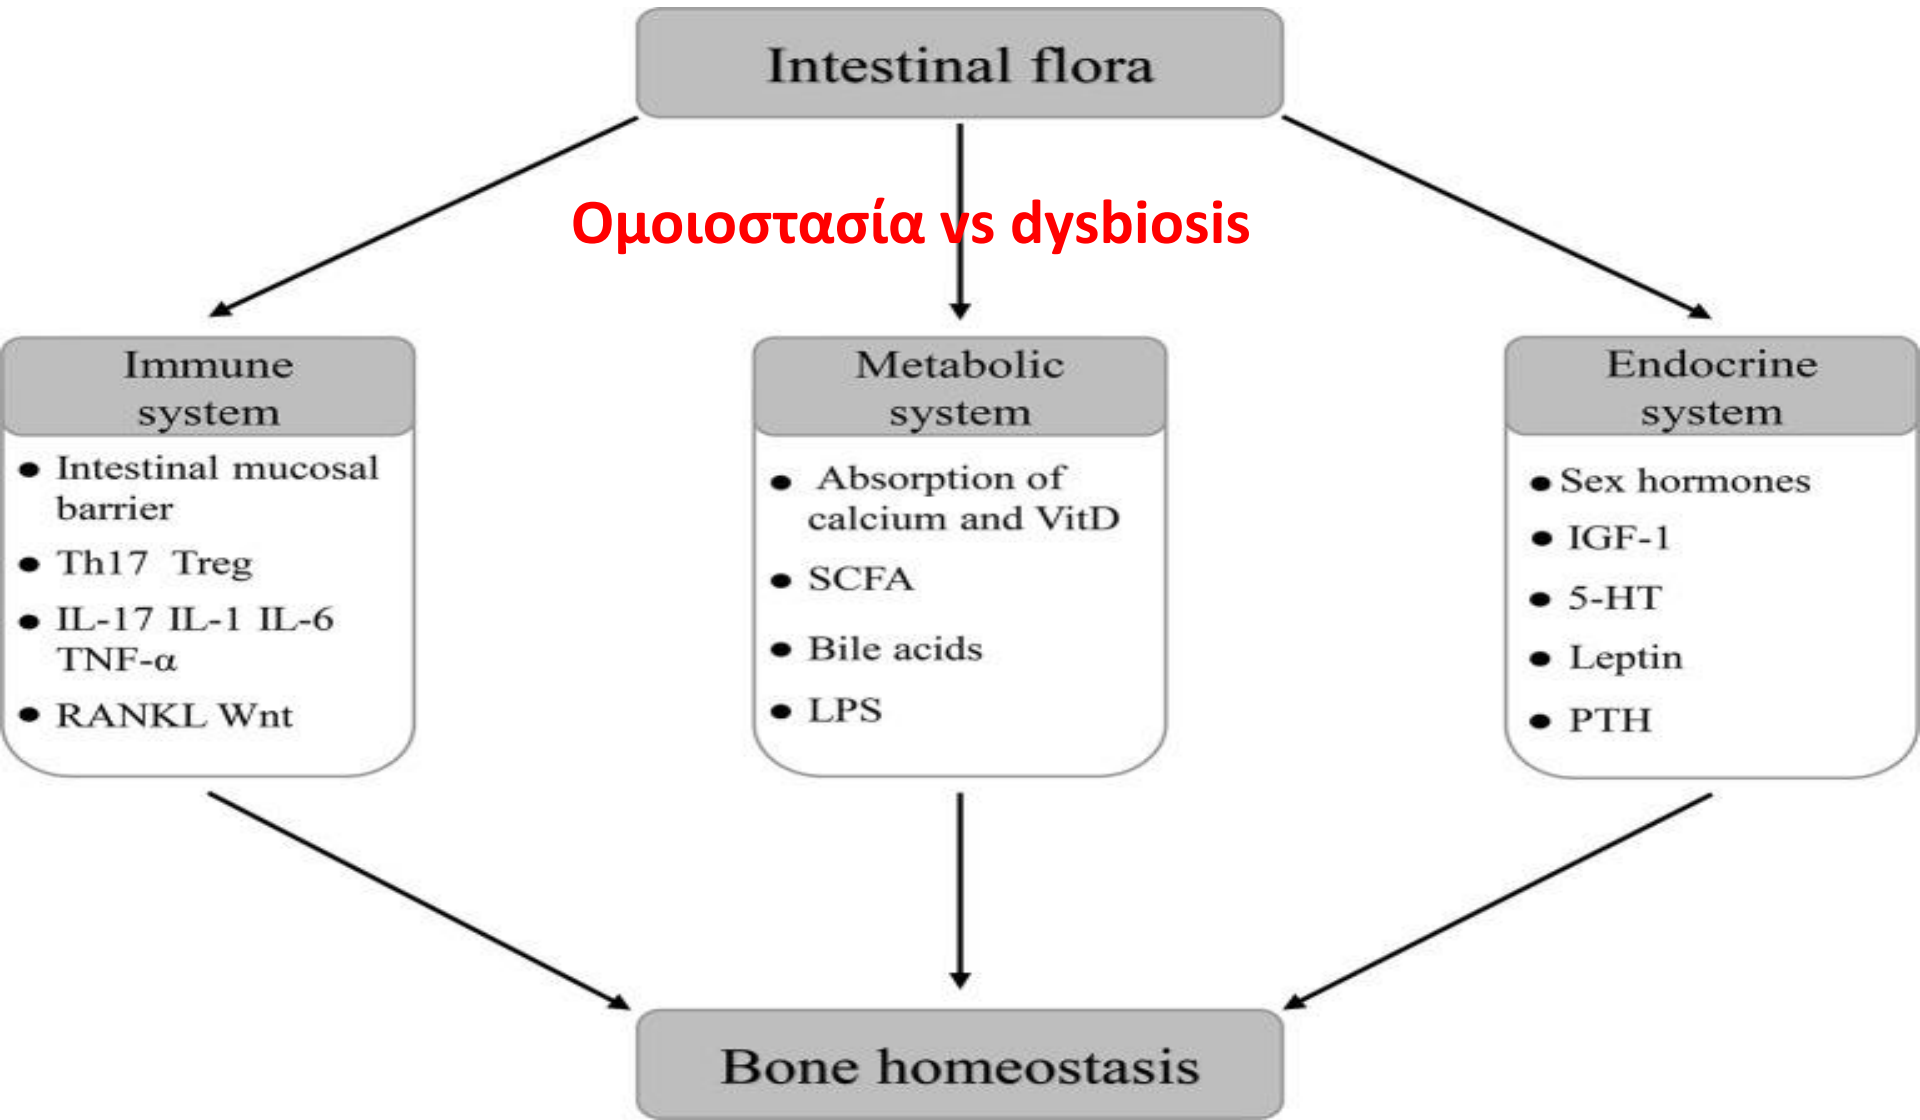 Intestinal flora
Ομοιοστασία vs dysbiosis
Immune
system
Intestinal mucosal
barrier
Th17 Treg
IL-17 IL-1 IL-6
TNF-α
RANKL Wnt
Metabolic
system
Absorption of
calcium and VitD
SCFA
Bile acids
LPS
Endocrine
system
Sex hormones
IGF-1
5-HT
Leptin
PTH
Bone homeostasis